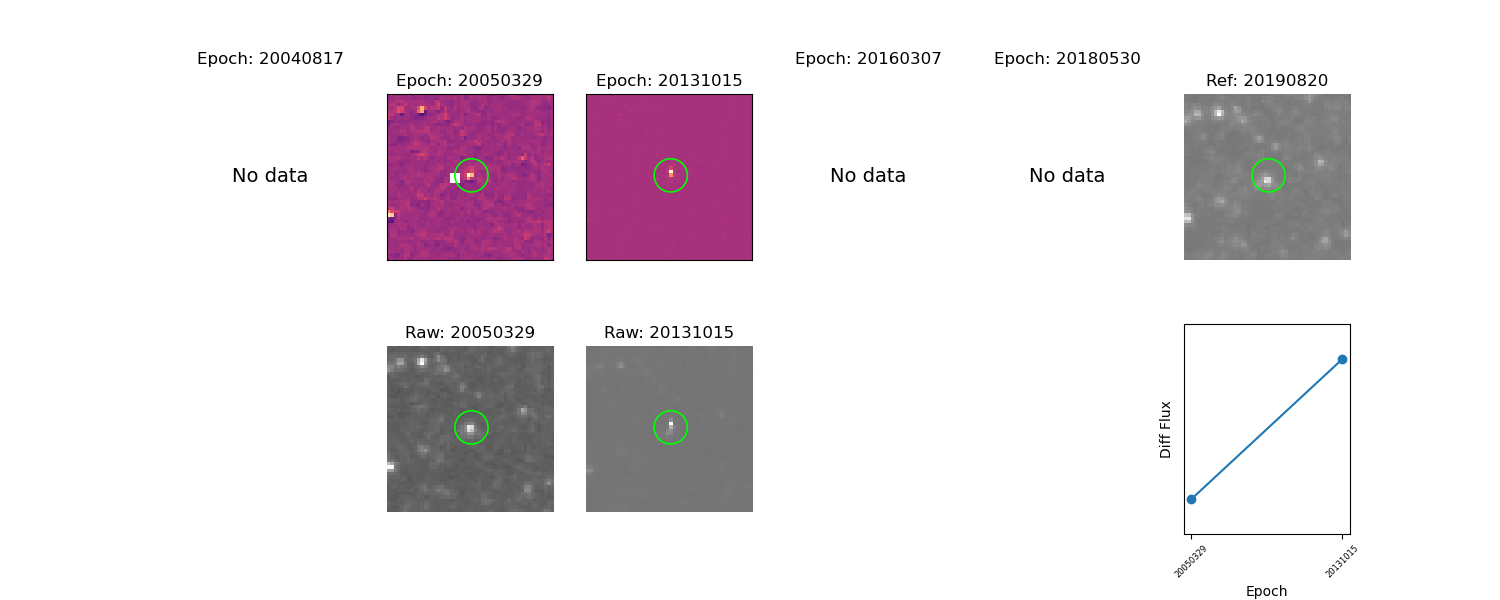 Epoch: 20040817
Epoch: 20050329
Epoch: 20131015
Epoch: 20160307
Epoch: 20180530
Ref: 20190820
No data
No data
No data
Raw: 20050329
Raw: 20131015
Diff Flux
20050329
20131015
Epoch